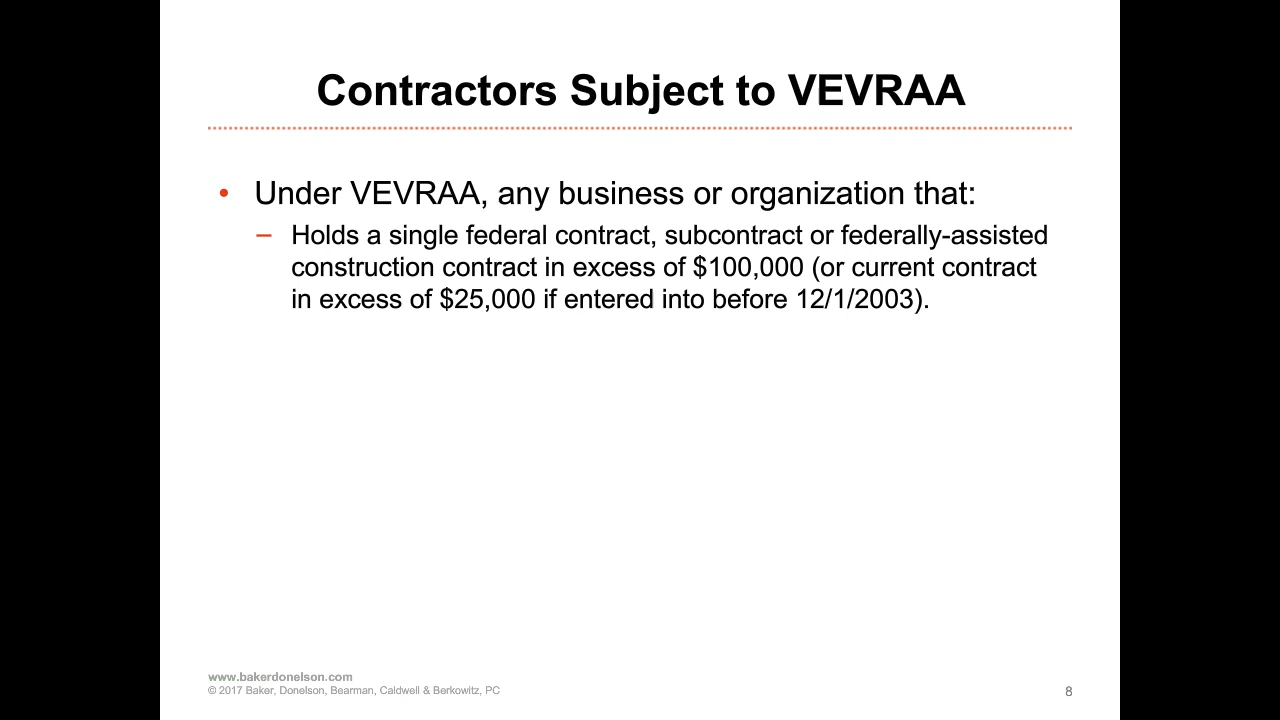 Contractors Subject to VEVRAA
• Under VEVRAA, any business or organization that:
– Holds a single federal contract, subcontract or federally-assisted
construction contract in excess of $100,000 (or current contract
in excess of $25,000 if entered into before 12/1/2003).
www.bakerdonelson.com
© 2017 Baker, Donelson, Bearman, Caldwell & Berkowitz, PC
8